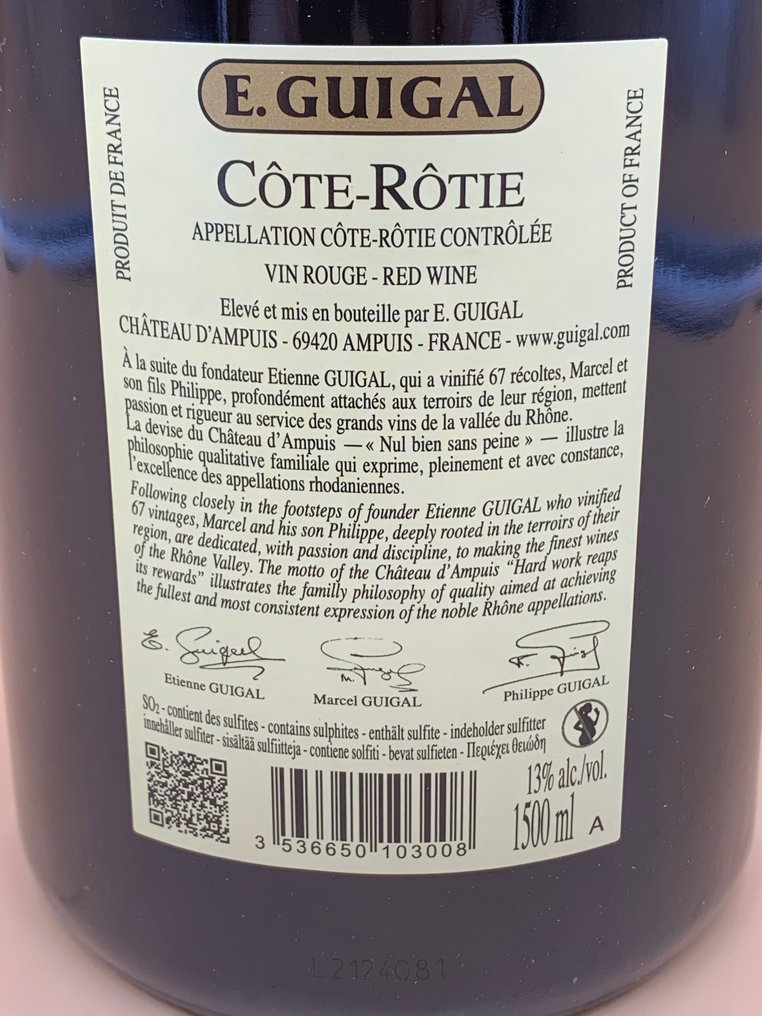 E. GUIGAL
PRODUIT DE FRANCE
PRODUCT OF FRANCE
CÔTE-RÔTIE
APPELLATION CÔTE-RÔTIE CONTRÔLÉE
VIN ROUGE - RED WINE
Elevé et mis en bouteille par E. GUIGAL
CHÂTEAU D'AMPUIS - 69420 AMPUIS - FRANCE - www.guigal.com
À la suite du fondateur Etienne GUIGAL, qui a vinifié 67 récoltes, Marcel et
son fils Philippe, profondément attachés aux terroirs de leur région, mettent
passion et rigueur au service des grands vins de la vallée du Rhône.
La devise du Château d'Ampuis — « Nul bien sans peine » — illustre la
philosophie qualitative familiale qui exprime, pleinement et avec constance,
l'excellence des appellations rhodaniennes.
Following closely in the footsteps of founder Etienne GUIGAL who vinified
67 vintages, Marcel and his son Philippe, deeply rooted in the terroirs of their
region, are dedicated, with passion and discipline, to making the finest wines
of the Rhône Valley. The motto of the Château d'Ampuis "Hard work reaps
its rewards" illustrates the familly philosophy of quality aimed at achieving
the fullest and most consistent expression of the noble Rhône appellations.
E. Guigal
Etienne GUIGAL
Marcel GUIGAL
Philippe GUIGAL
SO2 - contient des sulfites - contains sulphites - enthält sulfite - indeholder sulfitter
innehåller sulfiter - sisältää sulfiitteja - contiene solfiti - bevat sulfieten - Περιέχει θειώδη
13% alc./vol.
1500 ml A
3 536650 103008
L2124081